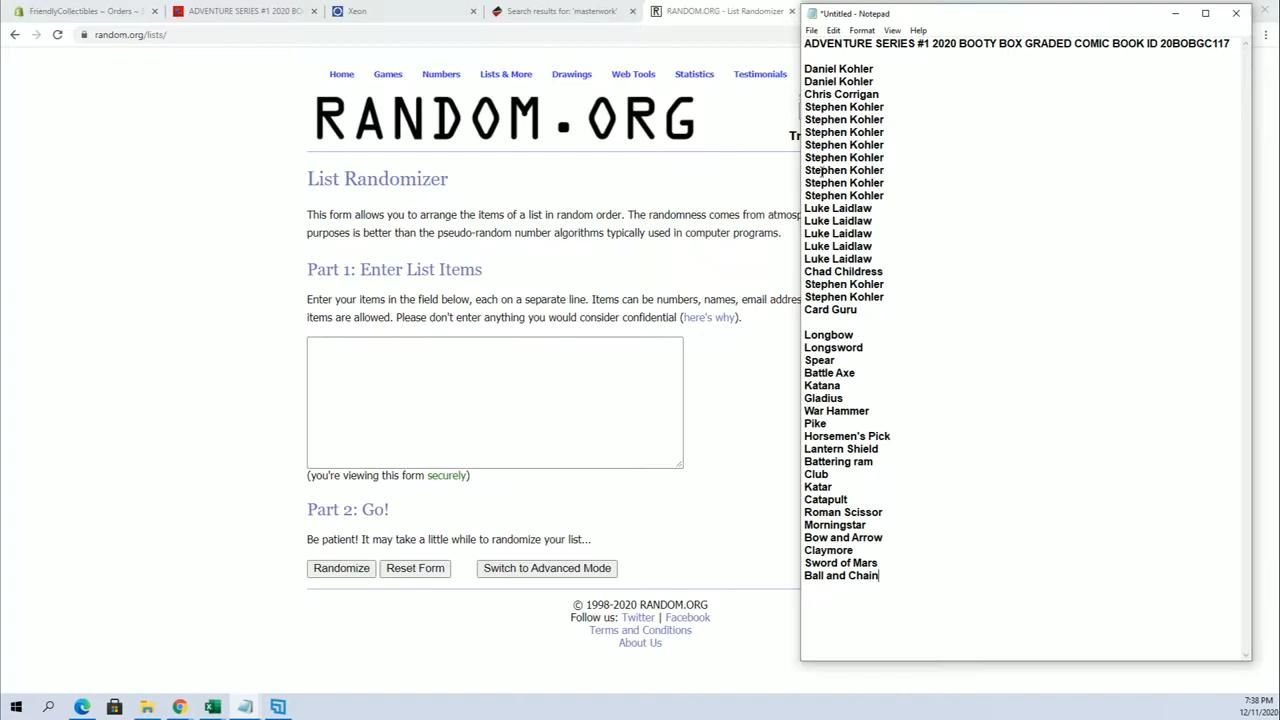 FriendlyCollectibles ~ Orders ~ S
ADVENTURE SERIES #1 2020 BO
Xeon
Search results for: 'masterwork'
RANDOM.ORG - List Randomizer
random.org/lists/
Home
Games
Numbers
Lists & More
Drawings
Web Tools
Statistics
Testimonials
RANDOM.ORG
Tr
List Randomizer
This form allows you to arrange the items of a list in random order. The randomness comes from atmosp
purposes is better than the pseudo-random number algorithms typically used in computer programs.
Part 1: Enter List Items
Enter your items in the field below, each on a separate line. Items can be numbers, names, email addres
items are allowed. Please don't enter anything you would consider confidential (here's why).
(you're viewing this form securely)
Part 2: Go!
Be patient! It may take a little while to randomize your list...
Randomize
Reset Form
Switch to Advanced Mode
© 1998-2020 RANDOM.ORG
Follow us: Twitter | Facebook
Terms and Conditions
About Us
*Untitled - Notepad
File Edit Format View Help
ADVENTURE SERIES #1 2020 BOOTY BOX GRADED COMIC BOOK ID 20BOBGC117
Daniel Kohler
Daniel Kohler
Chris Corrigan
Stephen Kohler
Stephen Kohler
Stephen Kohler
Stephen Kohler
Stephen Kohler
Stephen Kohler
Stephen Kohler
Stephen Kohler
Luke Laidlaw
Luke Laidlaw
Luke Laidlaw
Luke Laidlaw
Luke Laidlaw
Chad Childress
Stephen Kohler
Stephen Kohler
Card Guru
Longbow
Longsword
Spear
Battle Axe
Katana
Gladius
War Hammer
Pike
Horsemen's Pick
Lantern Shield
Battering ram
Club
Katar
Catapult
Roman Scissor
Morningstar
Bow and Arrow
Claymore
Sword of Mars
Ball and Chain
7:38 PM
12/11/2020